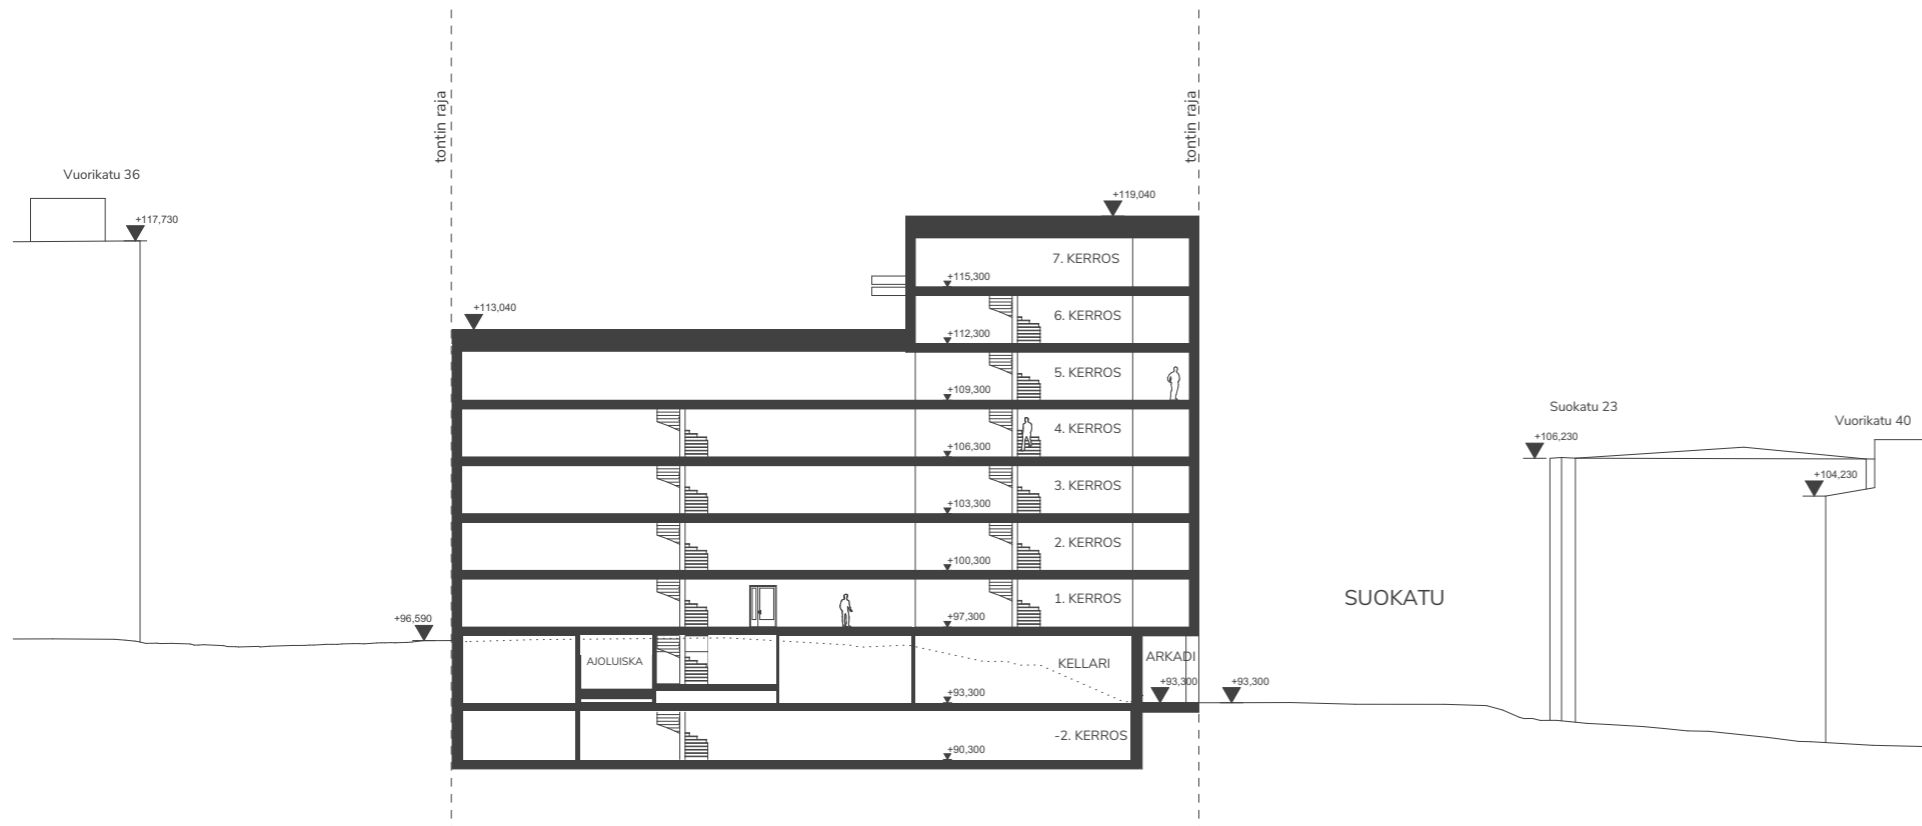 tontin raja
tontin raja
Vuorikatu 36
+117,730
+119,040
7. KERROS
+115,300
+113,040
6. KERROS
+112,300
5. KERROS
+109,300
Suokatu 23
Vuorikatu 40
4. KERROS
+106,300
+106,230
+104,230
3. KERROS
+103,300
2. KERROS
+100,300
SUOKATU
1. KERROS
+97,300
+96,590
AJOLUISKA
KELLARI
ARKADI
+93,300
+93,300
+93,300
-2. KERROS
+90,300